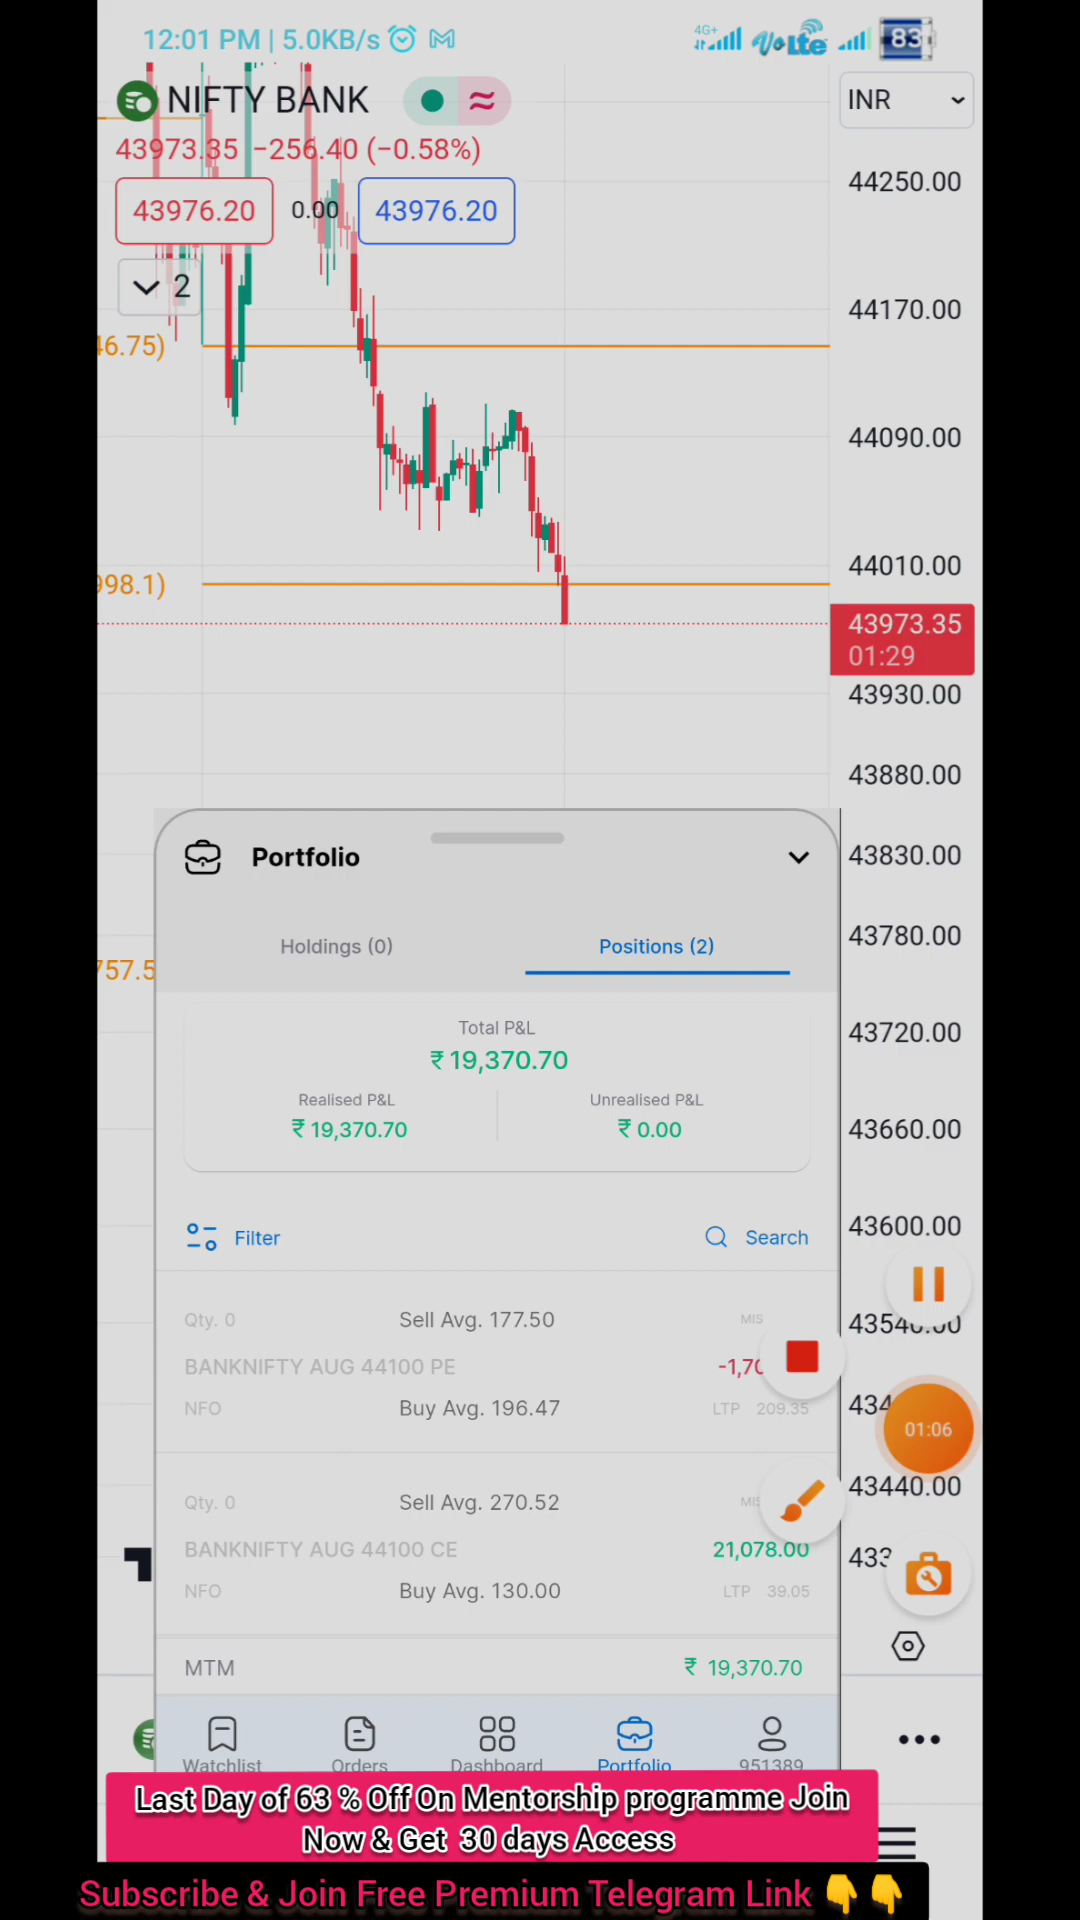 12:01 PM | 5.0KB/s
4G+ VoLTE 83
NIFTY BANK
INR
43973.35 −256.40 (−0.58%)
43976.20 0.00 43976.20
2
44250.00
44170.00
46.75)
44090.00
44010.00
998.1)
43973.35
01:29
43930.00
43880.00
43830.00
43780.00
757.5
43720.00
43660.00
43600.00
Portfolio
Holdings (0) Positions (2)
Total P&L
₹ 19,370.70
Realised P&L Unrealised P&L
₹ 19,370.70 ₹ 0.00
Filter Search
Qty. 0 Sell Avg. 177.50 MIS
BANKNIFTY AUG 44100 PE -1,70
NFO Buy Avg. 196.47 LTP 209.35
01:06
43440.00
Qty. 0 Sell Avg. 270.52 MIS
BANKNIFTY AUG 44100 CE 21,078.00
NFO Buy Avg. 130.00 LTP 39.05
MTM ₹ 19,370.70
Watchlist Orders Dashboard Portfolio 951389
Last Day of 63 % Off On Mentorship programme Join
Now & Get 30 days Access
Subscribe & Join Free Premium Telegram Link 👇👇